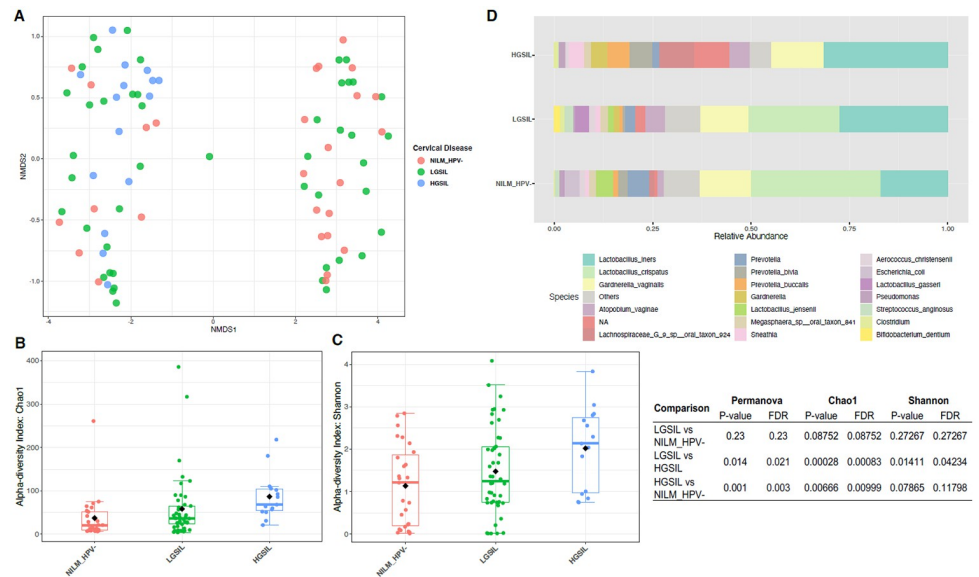 A
1.0
0.5
0.0
-0.5
-1.0
NMDS2
-4
-2
0
2
4
NMDS1
Cervical Disease
NILM_HPV-
LGSIL
HGSIL
D
HGSIL
LGSIL
NILM_HPV-
0.00
0.25
0.50
0.75
1.00
Relative Abundance
Species
Lactobacillus_iners
Lactobacillus_crispatus
Gardnerella_vaginalis
Others
Atopobium_vaginae
NA
Lachnospiraceae_G_9_sp__oral_taxon_924
Prevotella
Prevotella_bivia
Prevotella_buccalis
Gardnerella
Lactobacillus_jensenii
Megasphaera_sp__oral_taxon_841
Sneathia
Aerococcus_christensenii
Escherichia_coli
Lactobacillus_gasseri
Pseudomonas
Streptococcus_anginosus
Clostridium
Bifidobacterium_dentium
B
400
300
200
100
0
Alpha-diversity Index: Chao1
NILM_HPV-
LGSIL
HGSIL
C
4
3
2
1
0
Alpha-diversity Index: Shannon
NILM_HPV-
LGSIL
HGSIL
Permanova Chao1 Shannon
Comparison P-value FDR P-value FDR P-value FDR
LGSIL vs
NILM_HPV- 0.23 0.23 0.08752 0.08752 0.27267 0.27267
LGSIL vs
HGSIL 0.014 0.021 0.00028 0.00083 0.01411 0.04234
HGSIL vs
NILM_HPV- 0.001 0.003 0.00666 0.00999 0.07865 0.11798